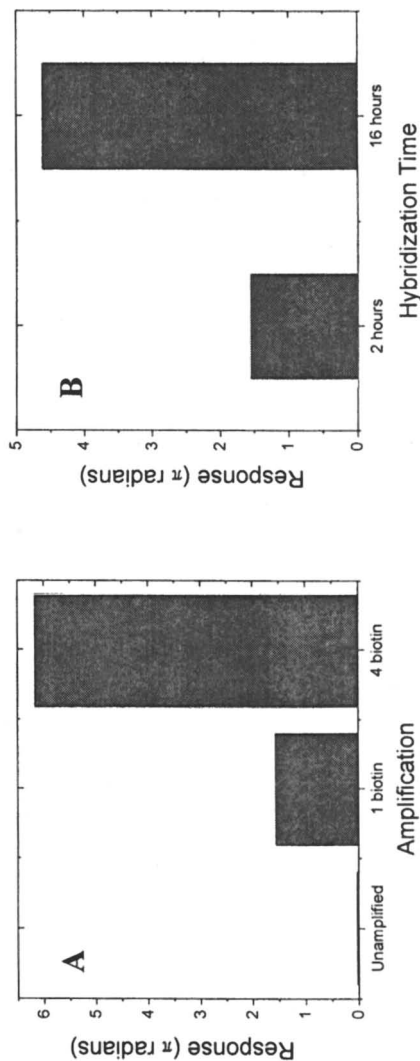 A
Response (π radians)
6
5
4
3
2
1
0
Unamplified
1 biotin
4 biotin
Amplification
B
Response (π radians)
5
4
3
2
1
0
2 hours
16 hours
Hybridization Time